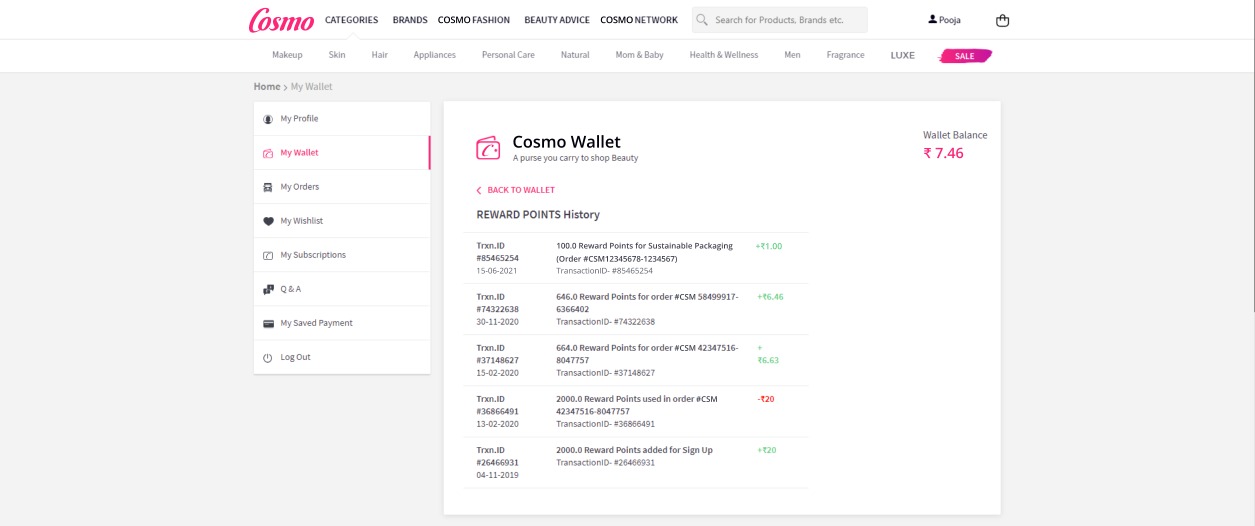 Cosmo CATEGORIES BRANDS COSMO FASHION BEAUTY ADVICE COSMO NETWORK Search for Products, Brands etc. Pooja
Makeup Skin Hair Appliances Personal Care Natural Mom & Baby Health & Wellness Men Fragrance LUXE SALE
Home > My Wallet
My Profile
My Wallet
My Orders
My Wishlist
My Subscriptions
Q & A
My Saved Payment
Log Out
Cosmo Wallet
A purse you carry to shop Beauty
Wallet Balance
₹ 7.46
BACK TO WALLET
REWARD POINTS History
Trxn.ID
#85465254
15-06-2021
100.0 Reward Points for Sustainable Packaging
(Order #CSM12345678-1234567)
TransactionID- #85465254
+₹1.00
Trxn.ID
#74322638
30-11-2020
646.0 Reward Points for order #CSM 58499917-
6366402
TransactionID- #74322638
+₹6.46
Trxn.ID
#37148627
15-02-2020
664.0 Reward Points for order #CSM 42347516-
8047757
TransactionID- #37148627
+
₹6.63
Trxn.ID
#36866491
13-02-2020
2000.0 Reward Points used in order #CSM
42347516-8047757
TransactionID- #36866491
-₹20
Trxn.ID
#26466931
04-11-2019
2000.0 Reward Points added for Sign Up
TransactionID- #26466931
+₹20